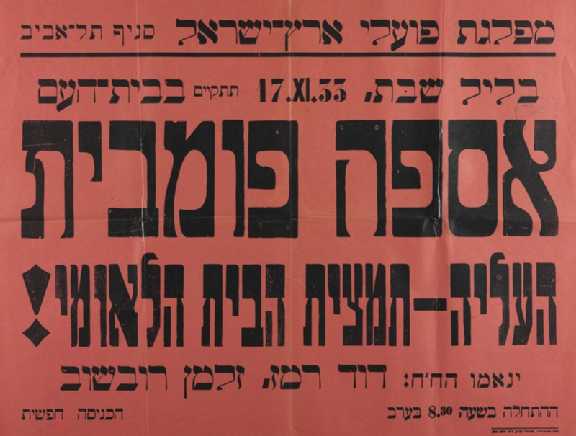 מפלגת פועלי ארץ־ישראל סניף תל־אביב
בליל שבת, 17.XI.33 תתקיים בבית־העם
אספה פומבית
העליה—תמצית הבית הלאומי!
ינאמו הח׳ח: דוד רמז, זלמן רובשוב
ההתחלה בשעה 8.30 בערב הכניסה חפשית